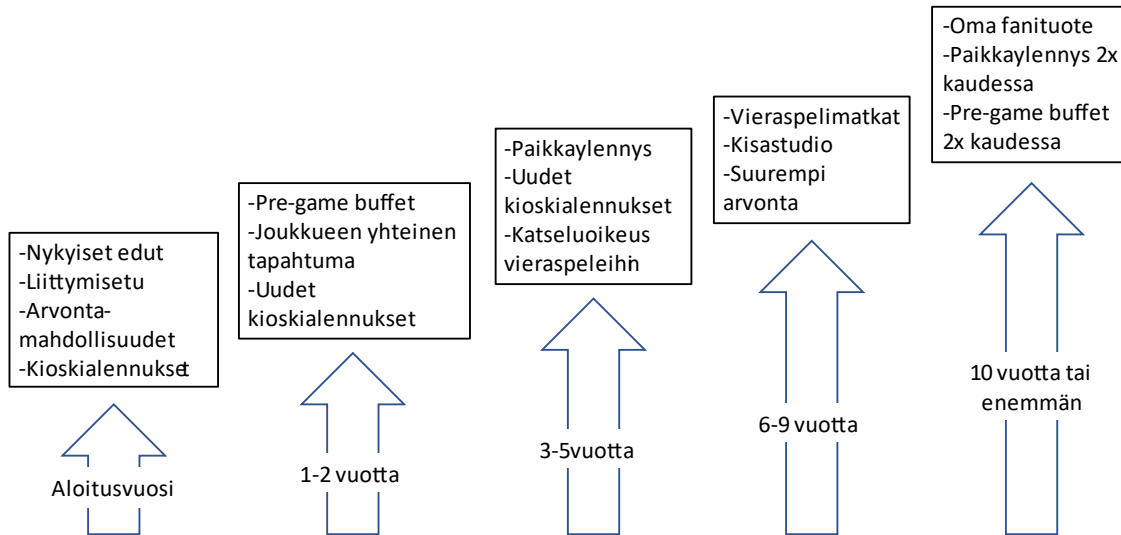 -Nykyiset edut
-Liittymisetu
-Arvonta-
mahdollisuudet
-Kioskialennukset
Aloitusvuosi
-Pre-game buffet
-Joukkueen yhteinen
tapahtuma
-Uudet
kioskialennukset
1-2 vuotta
-Paikkaylennys
-Uudet
kioskialennukset
-Katseluoikeus
vieraspeleihin
3-5vuotta
-Vieraspelimatkat
-Kisastudio
-Suurempi
arvonta
6-9 vuotta
-Oma fanituote
-Paikkaylennys 2x
kaudessa
-Pre-game buffet
2x kaudessa
10 vuotta tai
enemmän